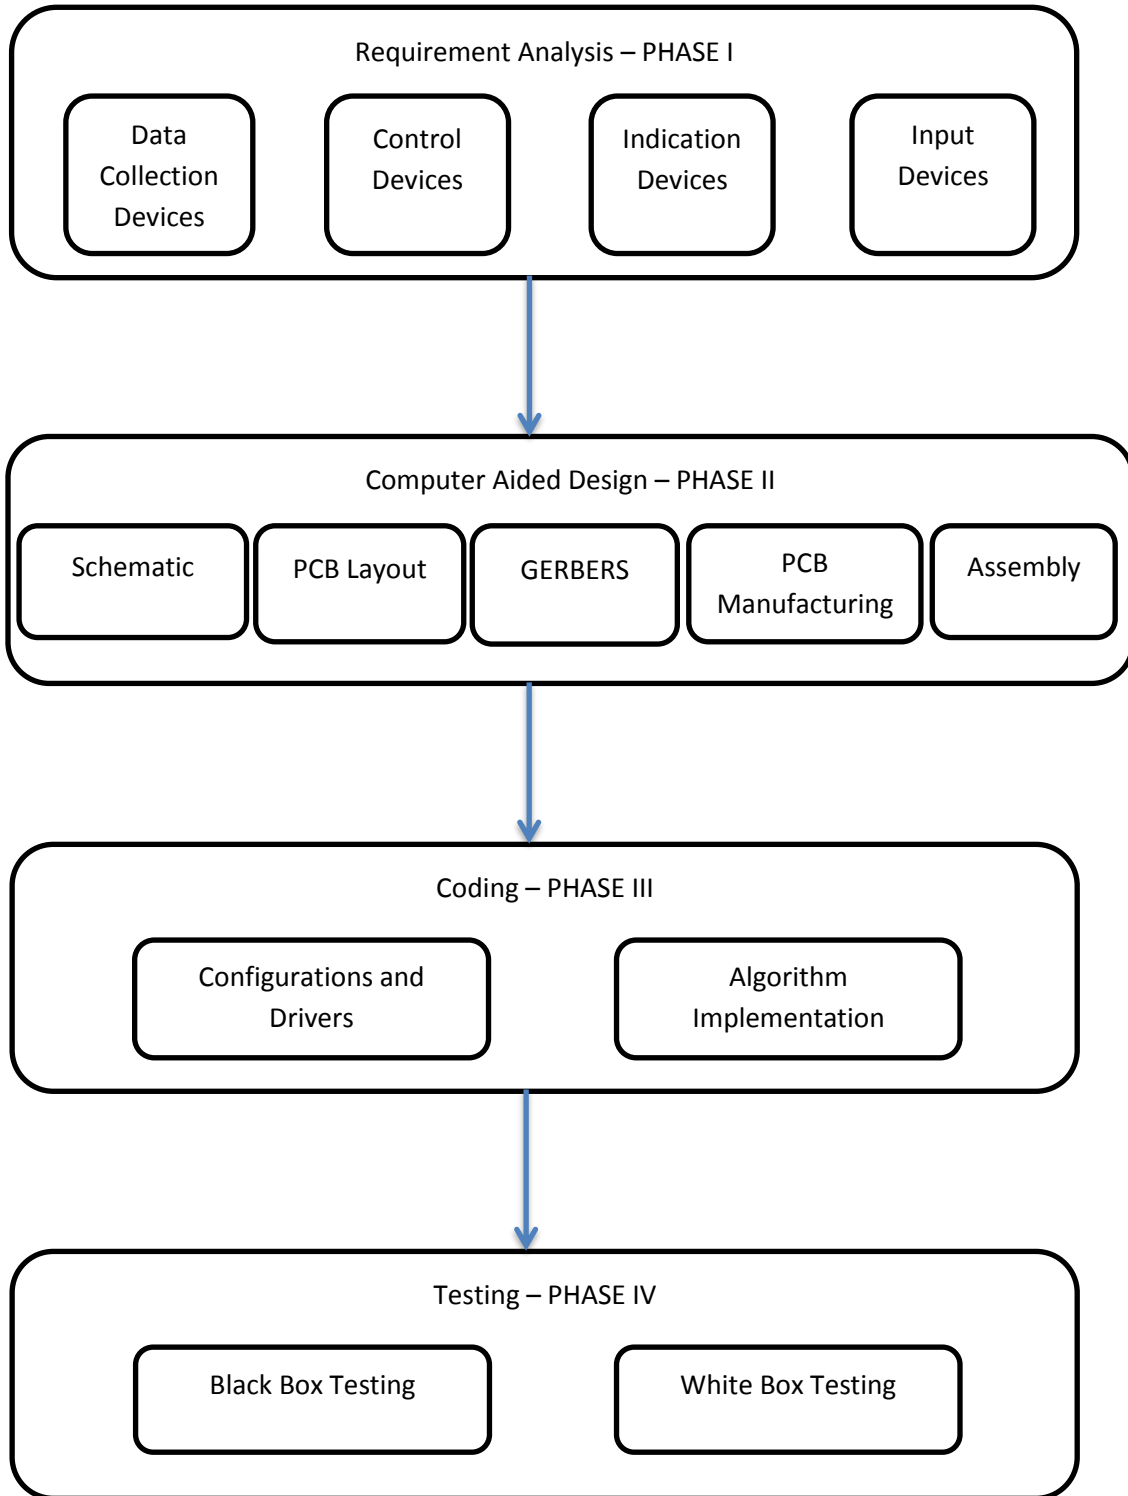 Requirement Analysis – PHASE I
Data
Collection
Devices
Control
Devices
Indication
Devices
Input
Devices
Computer Aided Design – PHASE II
Schematic
PCB Layout
GERBERS
PCB
Manufacturing
Assembly
Coding – PHASE III
Configurations and
Drivers
Algorithm
Implementation
Testing – PHASE IV
Black Box Testing
White Box Testing